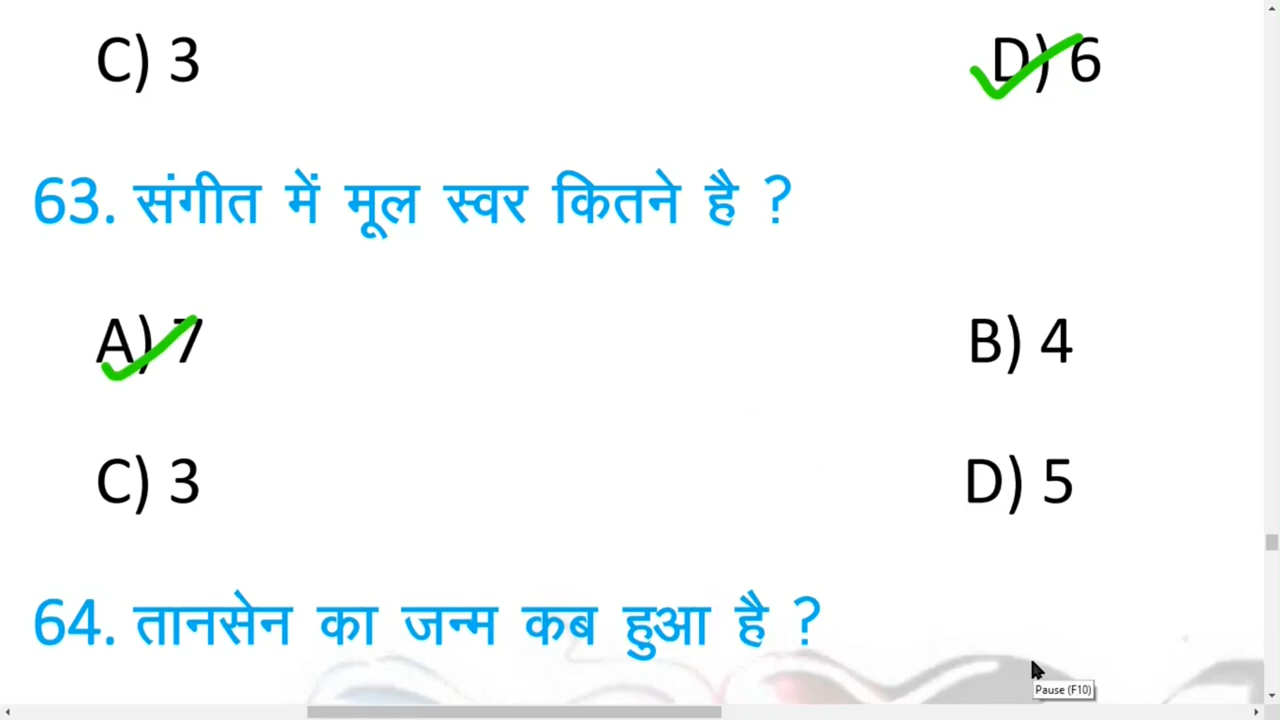 C) 3 D) 6
63. संगीत में मूल स्वर कितने है ?
A) 7 B) 4
C) 3 D) 5
64. तानसेन का जन्म कब हुआ है ?
Pause (F10)